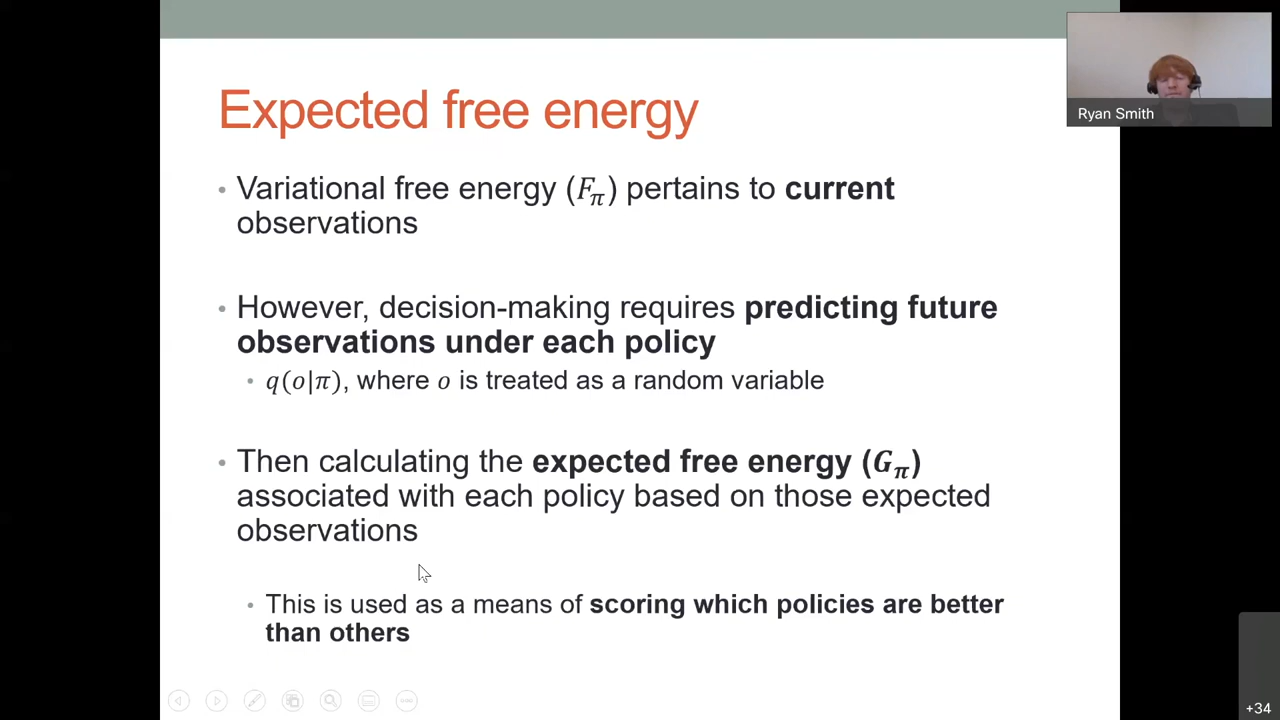 Expected free energy
Ryan Smith
• Variational free energy (𝐹π) pertains to current
observations
• However, decision-making requires predicting future
observations under each policy
• q(o|π), where o is treated as a random variable
• Then calculating the expected free energy (Gπ)
associated with each policy based on those expected
observations
• This is used as a means of scoring which policies are better
than others
+34